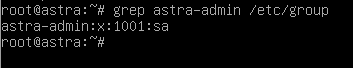 root@astra:~# grep astra-admin /etc/group
astra-admin:x:1001:sa
root@astra:~#